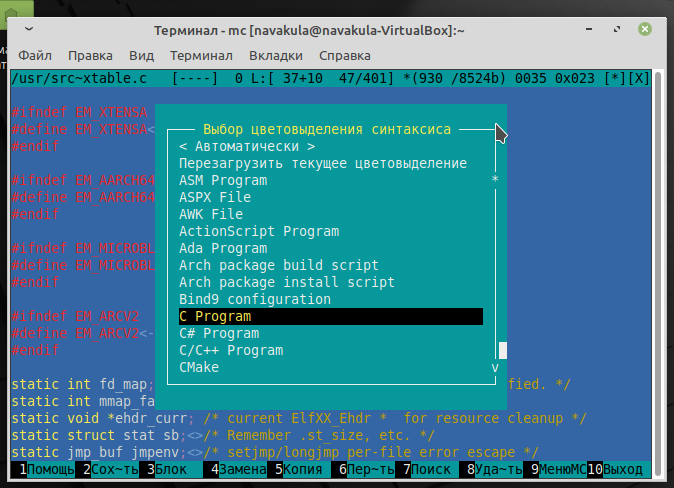 Терминал - mc [navakula@navakula-VirtualBox]:~
Файл Правка Вид Терминал Вкладки Справка
/usr/src~xtable.c [----] 0 L:[ 37+10 47/401] *(930 /8524b) 0035 0x023 [*][X]
#ifndef EM_XTENSA
#define EM_XTENSA<
#endif
#ifndef EM_AARCH64
#define EM_AARCH64
#endif
#ifndef EM_MICROBL
#define EM_MICROBL
#endif
#ifndef EM_ARCV2
#define EM_ARCV2<-
#endif
Выбор цветовыделения синтаксиса
< Автоматически >
Перезагрузить текущее цветовыделение
ASM Program *
ASPX File
AWK File
ActionScript Program
Ada Program
Arch package build script
Arch package install script
Bind9 configuration
C Program
C# Program
C/C++ Program
CMake v
static int fd_map; fied. */
static int mmap_fa
static void *ehdr_curr; /* current ElfXX_Ehdr * for resource cleanup */
static struct stat sb;<>/* Remember .st_size, etc. */
static jmp_buf jmpenv;<>/* setjmp/longjmp per-file error escape */
1Помощь 2Сох~ть 3Блок 4Замена 5Копия 6Пер~ть 7Поиск 8Уда~ть 9МенюMC 10Выход